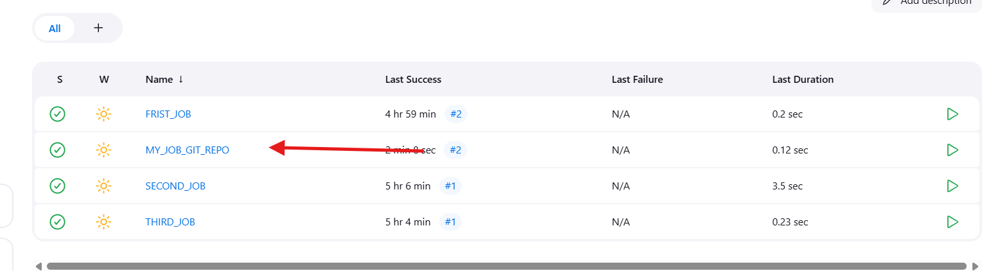 Add description
All +
S W Name ↓ Last Success Last Failure Last Duration
FRIST_JOB 4 hr 59 min #2 N/A 0.2 sec
MY_JOB_GIT_REPO 2 min 8 sec #2 N/A 0.12 sec
SECOND_JOB 5 hr 6 min #1 N/A 3.5 sec
THIRD_JOB 5 hr 4 min #1 N/A 0.23 sec